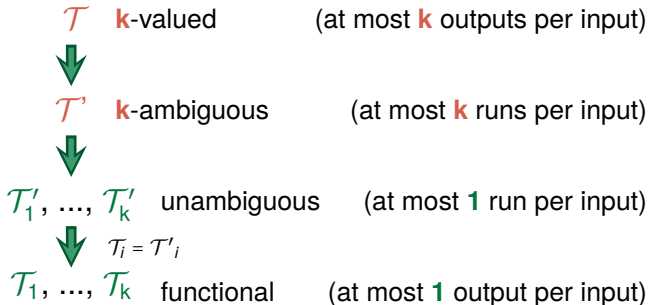 𝒯 k-valued (at most k outputs per input)
𝒯' k-ambiguous (at most k runs per input)
𝒯′₁, ..., 𝒯′ₖ unambiguous (at most 1 run per input)
𝒯ᵢ = 𝒯′ᵢ
𝒯₁, ..., 𝒯ₖ functional (at most 1 output per input)